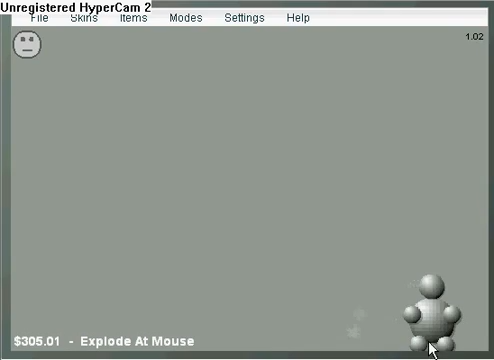 Unregistered HyperCam 2
File Skins Items Modes Settings Help
1.02
$305.01 - Explode At Mouse